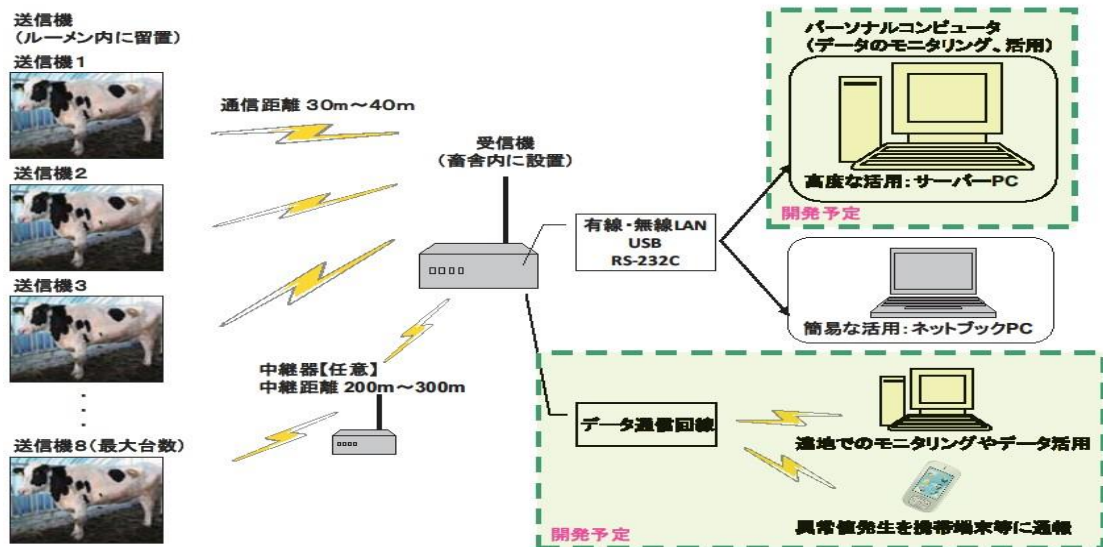 送信機
(ルーメン内に留置)
送信機1
送信機2
送信機3
送信機8(最大台数)
通信距離 30m~40m
受信機
(畜舎内に設置)
中継器【任意】
中継距離 200m~300m
有線・無線LAN
USB
RS-232C
パーソナルコンピュータ
(データのモニタリング、活用)
高度な活用:サーバーPC
開発予定
簡易な活用:ネットブックPC
データ通信回線
遠地でのモニタリングやデータ活用
異常値発生を携帯端末等に通報
開発予定